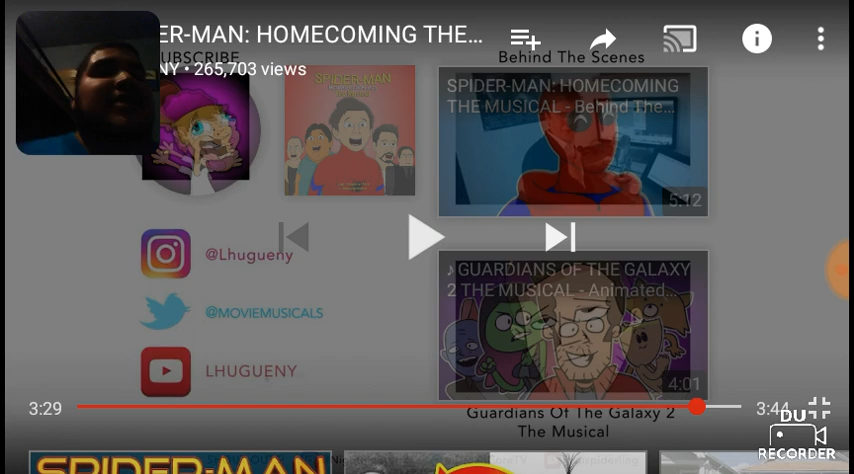 ER-MAN: HOMECOMING THE...
UBSCRIBE
NY • 265,703 views
Behind The Scenes
SPIDER-MAN
SPIDER-MAN: HOMECOMING
THE MUSICAL - Behind The...
5:12
@Lhugueny
@MOVIEMUSICALS
LHUGUENY
♪ GUARDIANS OF THE GALAXY
2 THE MUSICAL - Animated...
4:01
3:29
3:44
Guardians Of The Galaxy 2
The Musical
DU
RECORDER
SPIDER-MAN